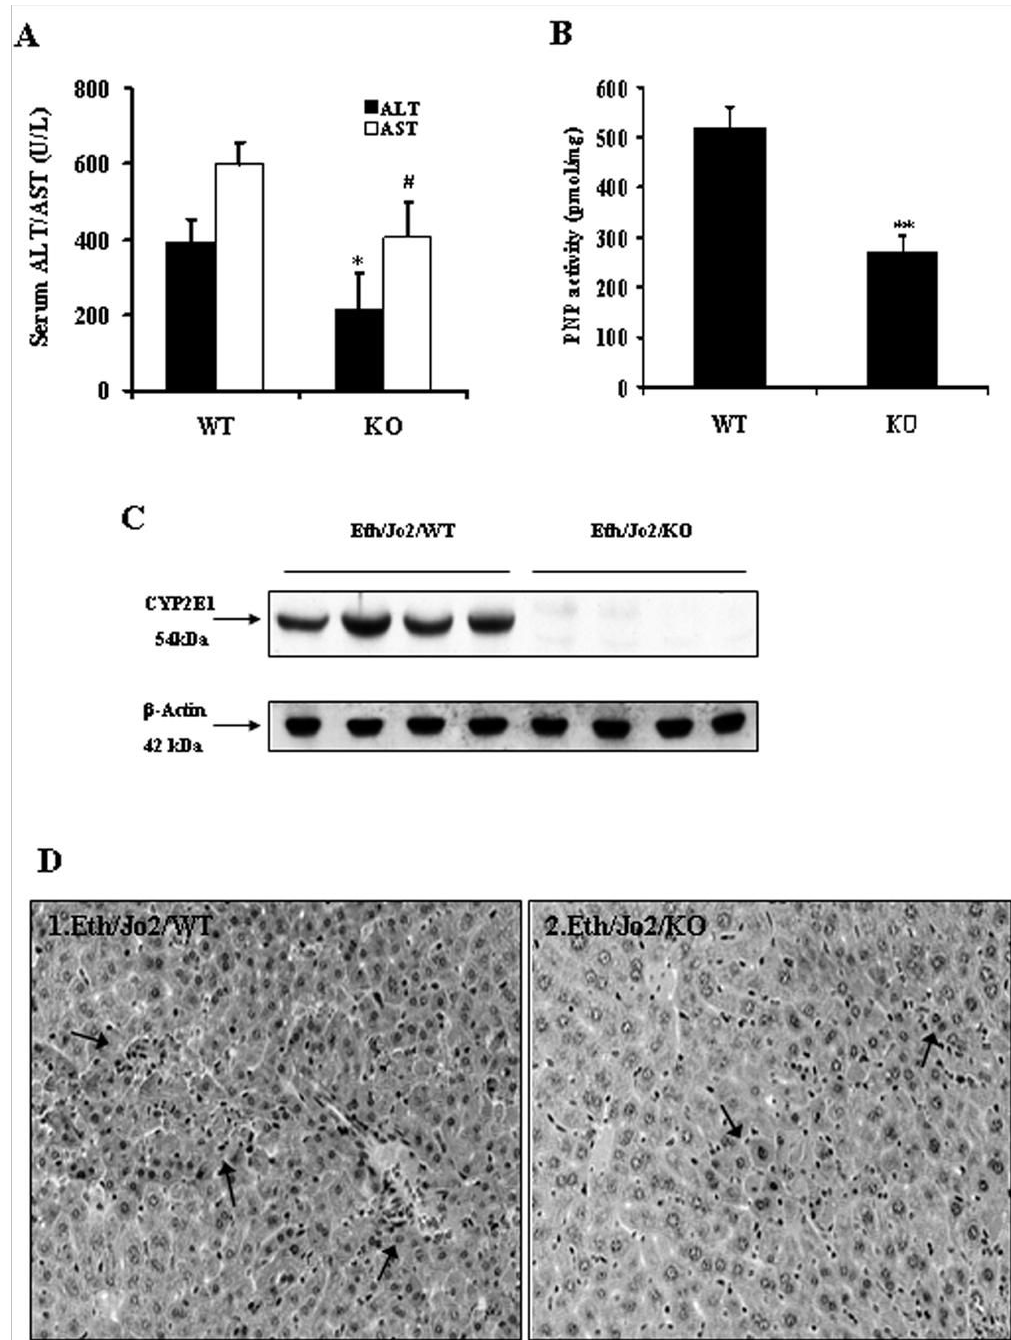 A
800
600
400
200
0
Serum ALT/AST (U/L)
ALT
AST
*
#
WT KO
B
600
500
400
300
200
100
0
PNP activity (pmol/mg)
**
WT KO
C
Eth/Jo2/WT Eth/Jo2/KO
CYP2E1
54kDa
β-Actin
42 kDa
D
1.Eth/Jo2/WT 2.Eth/Jo2/KO